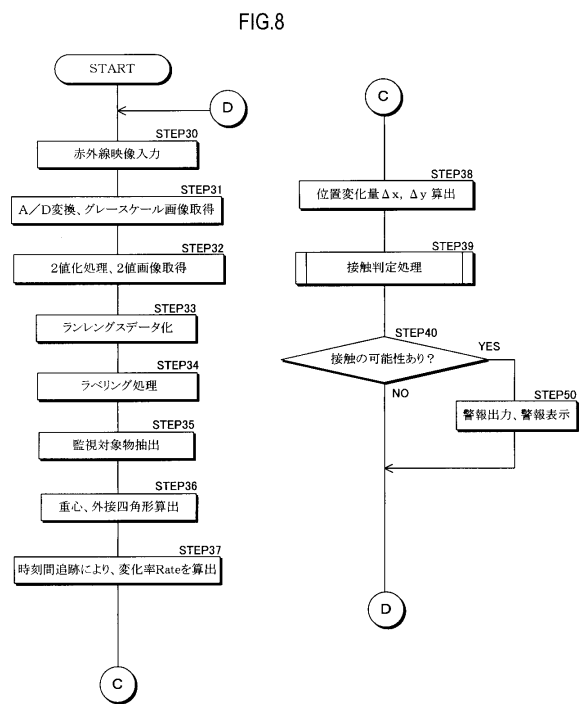 FIG.8
START
D
STEP30
赤外線映像入力
STEP31
A/D変換、グレースケール画像取得
STEP32
2値化処理、2値画像取得
STEP33
ランレングスデータ化
STEP34
ラベリング処理
STEP35
監視対象物抽出
STEP36
重心、外接四角形算出
STEP37
時刻間追跡により、変化率Rateを算出
C
C
STEP38
位置変化量Δx, Δy 算出
STEP39
接触判定処理
STEP40
接触の可能性あり?
YES
NO
STEP50
警報出力、警報表示
D